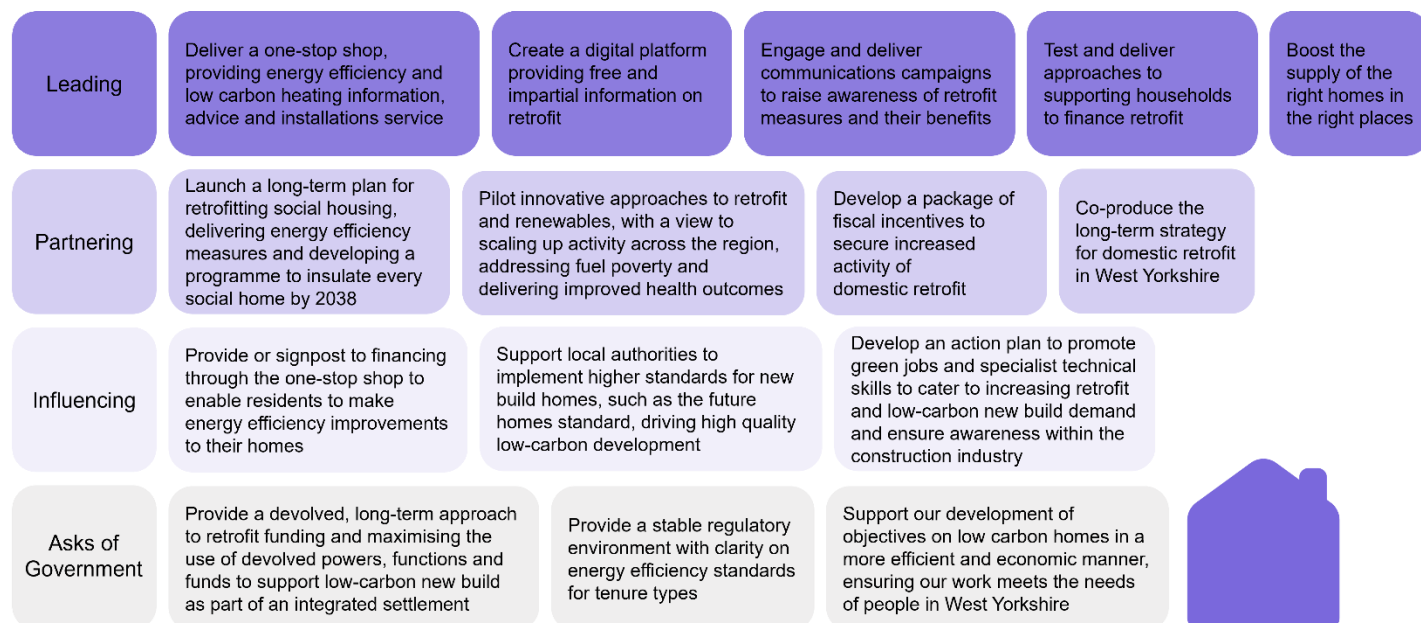 Leading
Deliver a one-stop shop,
providing energy efficiency and
low carbon heating information,
advice and installations service
Create a digital platform
providing free and
impartial information on
retrofit
Engage and deliver
communications campaigns
to raise awareness of retrofit
measures and their benefits
Test and deliver
approaches to
supporting households
to finance retrofit
Boost the
supply of the
right homes in
the right places
Partnering
Launch a long-term plan for
retrofitting social housing,
delivering energy efficiency
measures and developing a
programme to insulate every
social home by 2038
Pilot innovative approaches to retrofit
and renewables, with a view to
scaling up activity across the region,
addressing fuel poverty and
delivering improved health outcomes
Develop a package of
fiscal incentives to
secure increased
activity of
domestic retrofit
Co-produce the
long-term strategy
for domestic retrofit
in West Yorkshire
Influencing
Provide or signpost to financing
through the one-stop shop to
enable residents to make
energy efficiency improvements
to their homes
Support local authorities to
implement higher standards for new
build homes, such as the future
homes standard, driving high quality
low-carbon development
Develop an action plan to promote
green jobs and specialist technical
skills to cater to increasing retrofit
and low-carbon new build demand
and ensure awareness within the
construction industry
Asks of
Government
Provide a devolved, long-term approach
to retrofit funding and maximising the
use of devolved powers, functions and
funds to support low-carbon new build
as part of an integrated settlement
Provide a stable regulatory
environment with clarity on
energy efficiency standards
for tenure types
Support our development of
objectives on low carbon homes in a
more efficient and economic manner,
ensuring our work meets the needs
of people in West Yorkshire